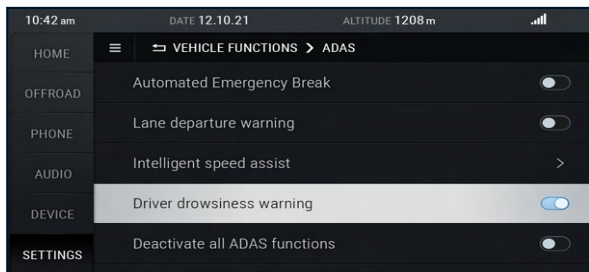 10:42 am DATE 12.10.21 ALTITUDE 1208 m
HOME
OFFROAD
PHONE
AUDIO
DEVICE
SETTINGS
VEHICLE FUNCTIONS > ADAS
Automated Emergency Break
Lane departure warning
Intelligent speed assist >
Driver drowsiness warning
Deactivate all ADAS functions